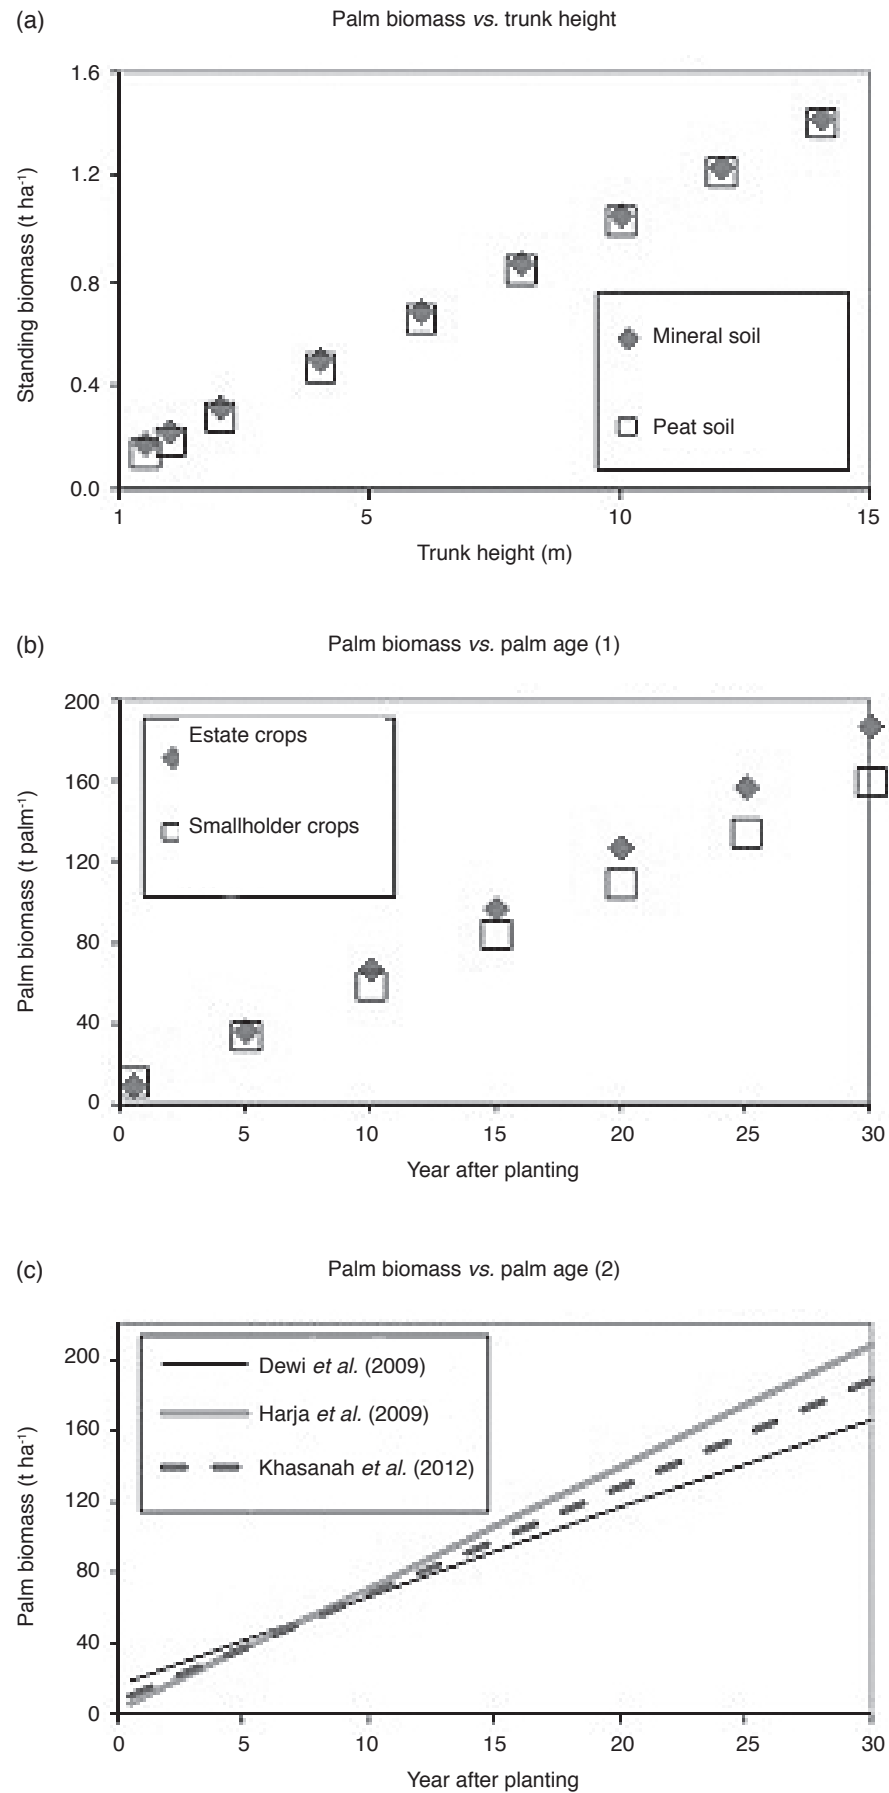 (a)
Palm biomass vs. trunk height
Standing biomass (t ha⁻¹)
1.6
1.2
0.8
0.4
0.0
Mineral soil
Peat soil
1 5 10 15
Trunk height (m)
(b)
Palm biomass vs. palm age (1)
Palm biomass (t palm⁻¹)
200
160
120
80
40
0
Estate crops
Smallholder crops
0 5 10 15 20 25 30
Year after planting
(c)
Palm biomass vs. palm age (2)
Palm biomass (t ha⁻¹)
200
160
120
80
40
0
Dewi et al. (2009)
Harja et al. (2009)
Khasanah et al. (2012)
0 5 10 15 20 25 30
Year after planting